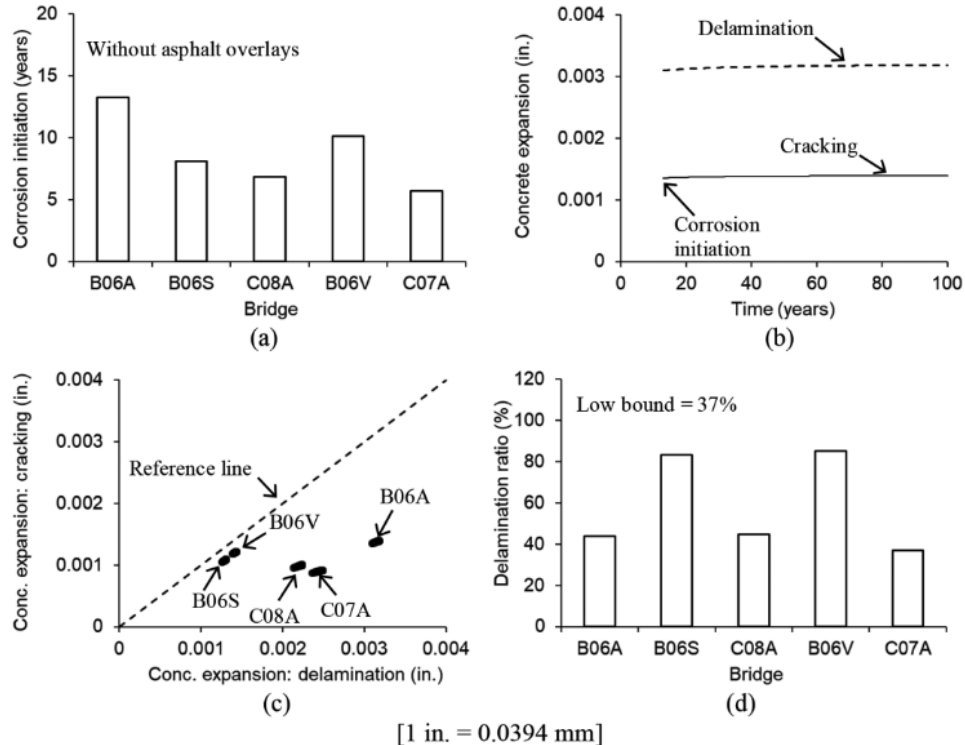 20
15
10
5
0
Corrosion initiation (years)
Without asphalt overlays
B06A B06S C08A B06V C07A
Bridge
(a)
0.004
0.003
0.002
0.001
0
Concrete expansion (in.)
Delamination
Cracking
Corrosion
initiation
0 20 40 60 80 100
Time (years)
(b)
0.004
0.003
0.002
0.001
0
Conc. expansion: cracking (in.)
Reference line
B06A
B06V
B06S
C08A
C07A
0 0.001 0.002 0.003 0.004
Conc. expansion: delamination (in.)
(c)
120
100
80
60
40
20
0
Delamination ratio (%)
Low bound = 37%
B06A B06S C08A B06V C07A
Bridge
(d)
[1 in. = 0.0394 mm]